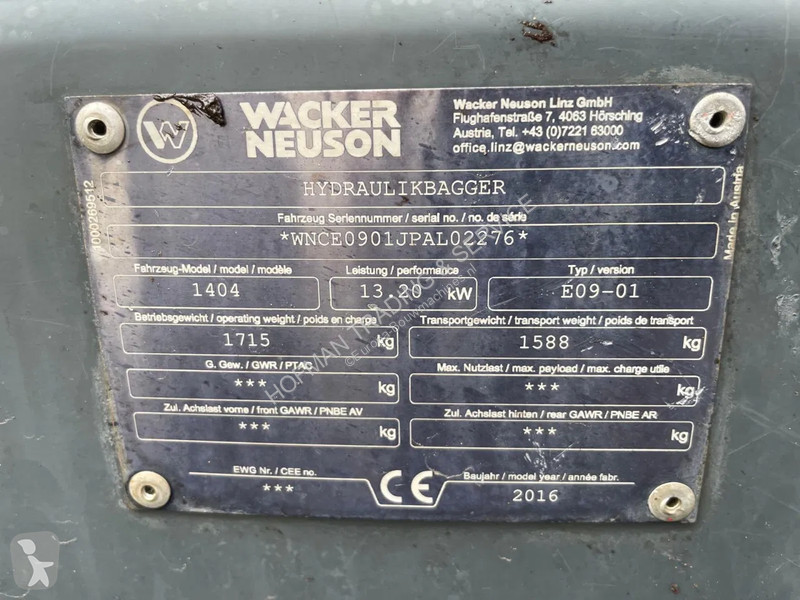 W
WACKER
NEUSON
Wacker Neuson Linz GmbH
Flughafenstraße 7, 4063 Hörsching
Austria, Tel. +43 (0)7221 63000
office.linz@wackerneuson.com
HYDRAULIKBAGGER
Fahrzeug Seriennummer / serial no. / no. de série
*WNCE0901JPAL02276*
Fahrzeug-Model / model / modèle
1404
Leistung / performance
13.20 kW
Typ / version
E09-01
Betriebsgewicht / operating weight / poids en charge
1715 kg
Transportgewicht / transport weight / poids de transport
1588 kg
G. Gew. / GWR / PTAC
*** kg
Max. Nutzlast / max. payload / max. charge utile
*** kg
Zul. Achslast vorne / front GAWR / PNBE AV
*** kg
Zul. Achslast hinten / rear GAWR / PNBE AR
*** kg
EWG Nr. / CEE no.
***
CE
Baujahr / model year / année fabr.
2016
1000269512
Made in Austria
HOFMAN TRADING & SERVICE